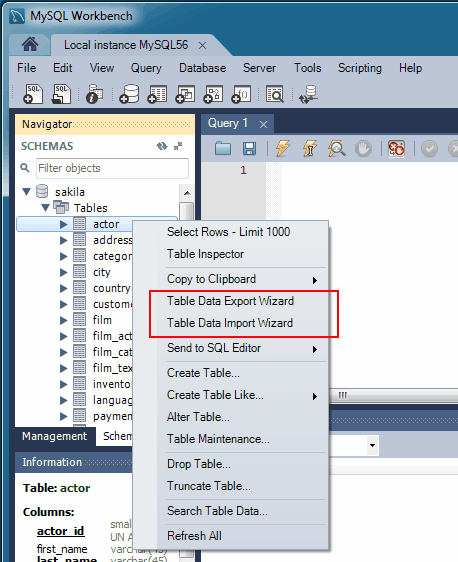 MySQL Workbench
Local instance MySQL56
File Edit View Query Database Server Tools Scripting Help
Navigator
Query 1
SCHEMAS
Filter objects
1
sakila
Tables
actor
address
categor
city
country
custome
film
film_act
film_cat
film_tex
inventor
languag
paymen
Select Rows - Limit 1000
Table Inspector
Copy to Clipboard
Table Data Export Wizard
Table Data Import Wizard
Send to SQL Editor
Create Table...
Create Table Like...
Alter Table...
Table Maintenance...
Drop Table...
Truncate Table...
Search Table Data...
Refresh All
Management Schem
Information
Table: actor
Columns:
actor_id small
UN A
first_name varchar(45)
last_name varchar(45)